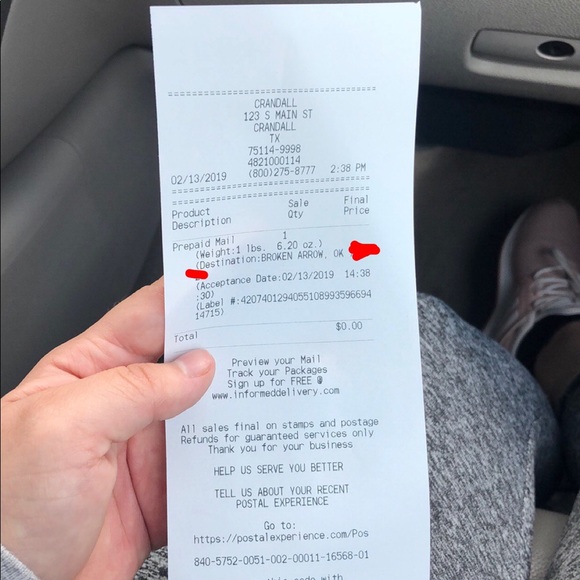 ======================================
CRANDALL
123 S MAIN ST
CRANDALL
TX
75114-9998
4821000114
02/13/2019 (800)275-8777 2:38 PM
======================================
======================================
Product Sale Final
Description Qty Price
Prepaid Mail 1
(Weight:1 lbs. 6.20 oz.)
(Destination:BROKEN ARROW, OK
(Acceptance Date:02/13/2019 14:38
:30)
(Label #:420740129405510899359669​4
14715)
Total $0.00
Preview your Mail
Track your Packages
Sign up for FREE @
www.informeddelivery.com
All sales final on stamps and postage
Refunds for guaranteed services only
Thank you for your business
HELP US SERVE YOU BETTER
TELL US ABOUT YOUR RECENT
POSTAL EXPERIENCE
Go to:
https://postalexperience.com/Pos
840-5752-0051-002-00011-16568-01
this code with